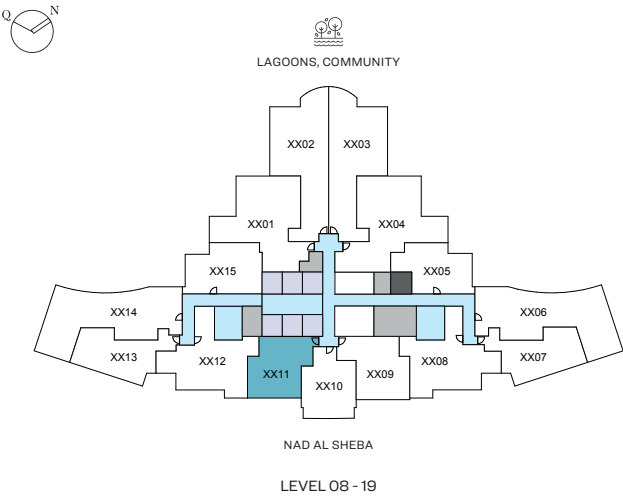 Q N
LAGOONS, COMMUNITY
XX02 XX03
XX01 XX04
XX15 XX05
XX14 XX06
XX13 XX12 XX08 XX07
XX11 XX10 XX09
NAD AL SHEBA
LEVEL 08 - 19